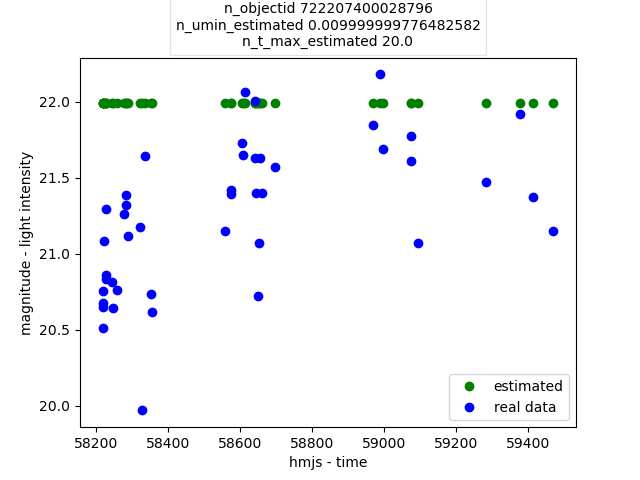 n_objectid 722207400028796
n_umin_estimated 0.009999999776482582
n_t_max_estimated 20.0
magnitude - light intensity
22.0
21.5
21.0
20.5
20.0
estimated
real data
58200 58400 58600 58800 59000 59200 59400
hmjs - time